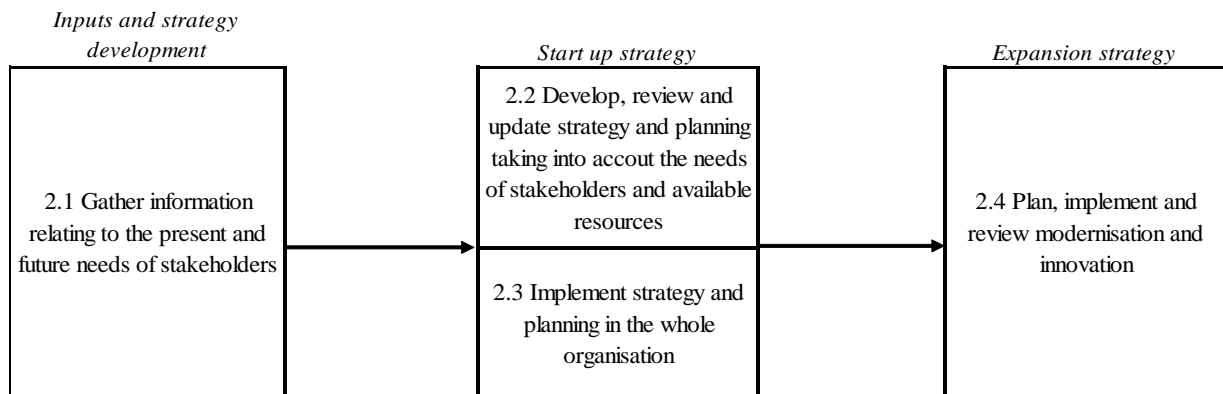 Inputs and strategy
development
2.1 Gather information
relating to the present and
future needs of stakeholders
Start up strategy
2.2 Develop, review and
update strategy and planning
taking into accout the needs
of stakeholders and available
resources
2.3 Implement strategy and
planning in the whole
organisation
Expansion strategy
2.4 Plan, implement and
review modernisation and
innovation